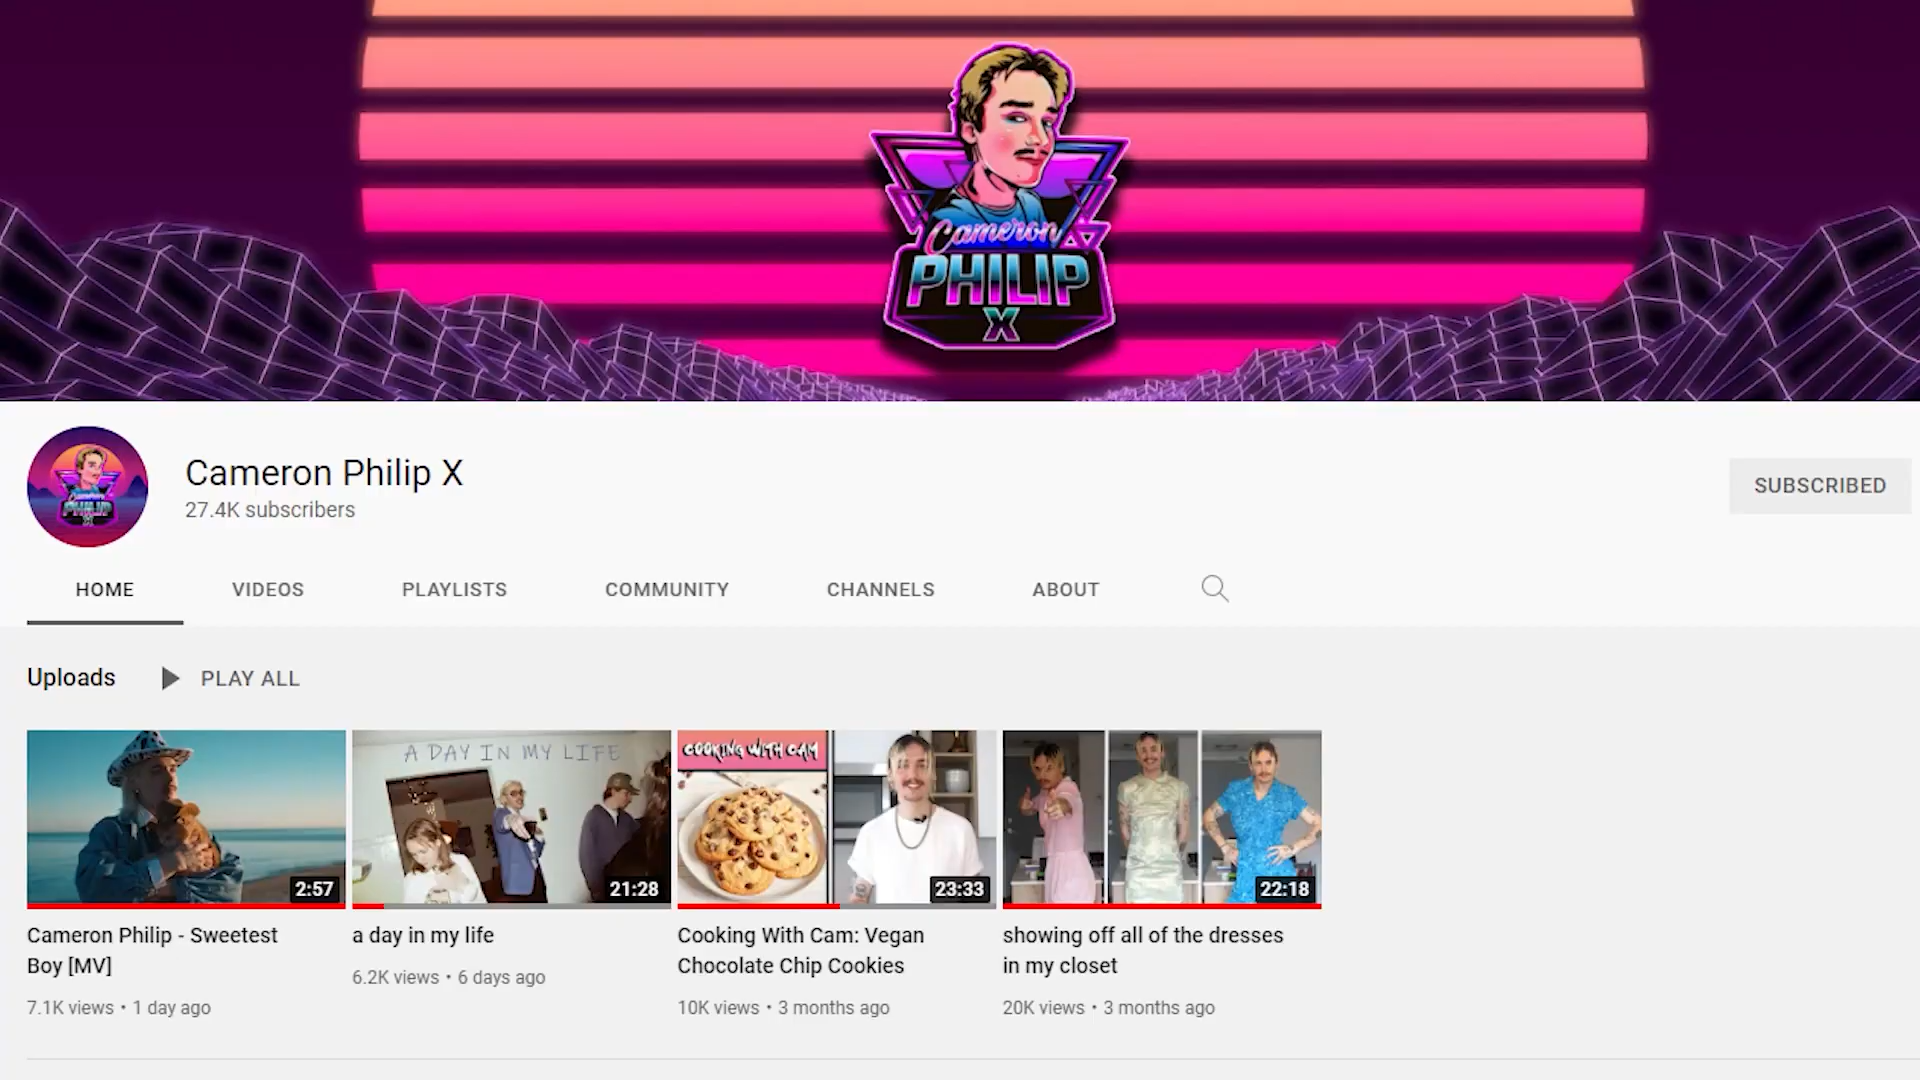 Cameron
PHILIP
X
Cameron Philip X
27.4K subscribers
SUBSCRIBED
HOME
VIDEOS
PLAYLISTS
COMMUNITY
CHANNELS
ABOUT
Uploads
PLAY ALL
2:57
Cameron Philip - Sweetest
Boy [MV]
7.1K views • 1 day ago
A DAY IN MY LIFE
21:28
a day in my life
6.2K views • 6 days ago
COOKING WITH CAM
23:33
Cooking With Cam: Vegan
Chocolate Chip Cookies
10K views • 3 months ago
22:18
showing off all of the dresses
in my closet
20K views • 3 months ago